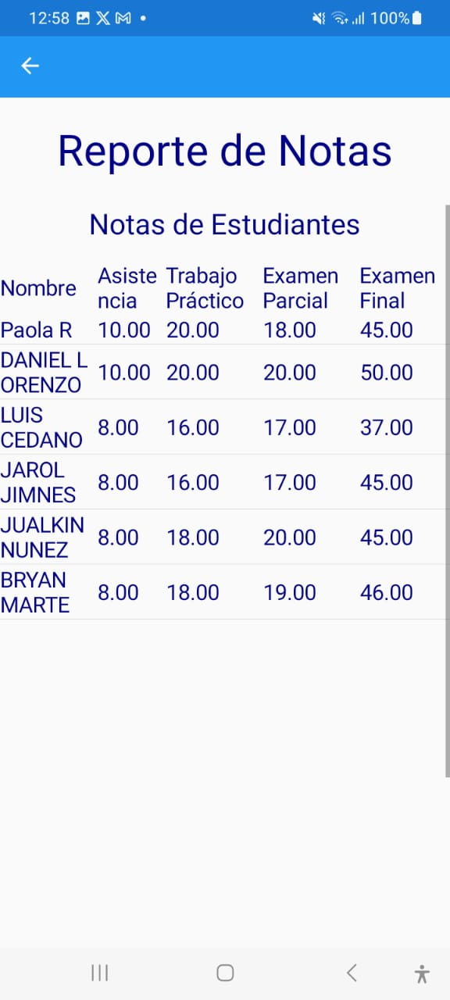 12:58 100%
Reporte de Notas
Notas de Estudiantes
Nombre Asiste Trabajo Examen Examen
ncia Práctico Parcial Final
Paola R 10.00 20.00 18.00 45.00
DANIEL L
ORENZO 10.00 20.00 20.00 50.00
LUIS
CEDANO 8.00 16.00 17.00 37.00
JAROL
JIMNES 8.00 16.00 17.00 45.00
JUALKIN
NUNEZ 8.00 18.00 20.00 45.00
BRYAN
MARTE 8.00 18.00 19.00 46.00